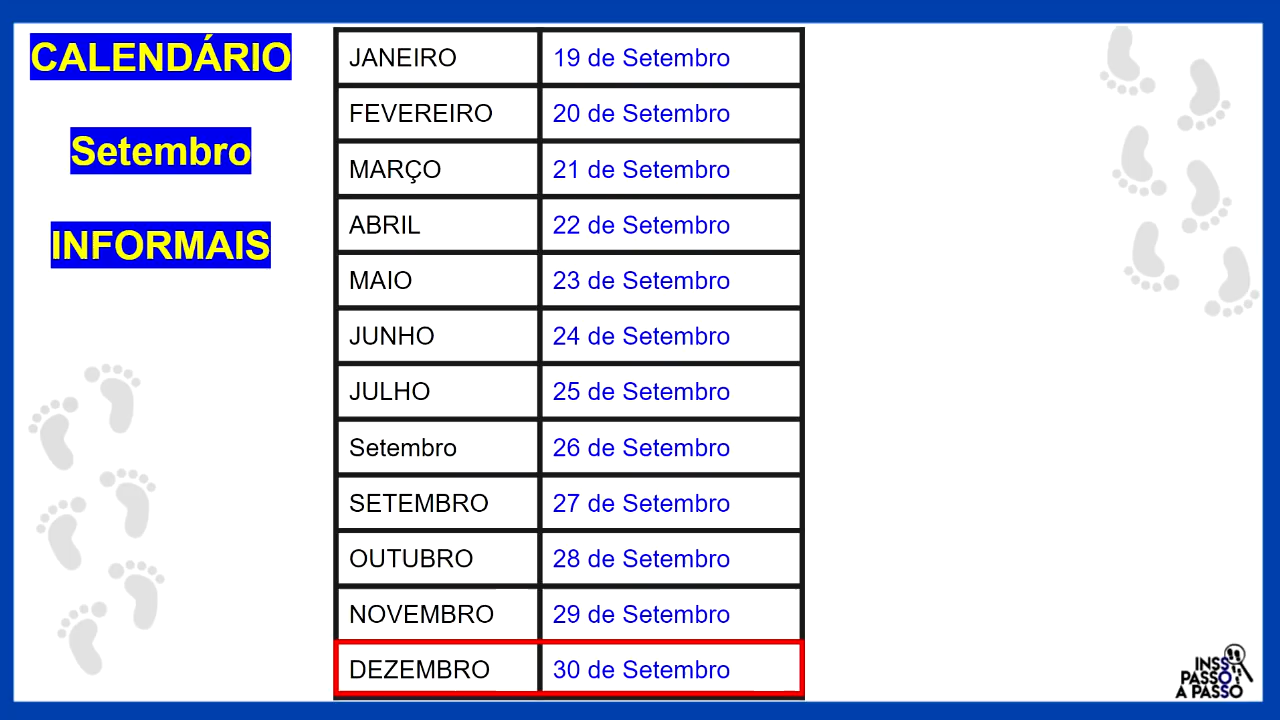 CALENDÁRIO
Setembro
INFORMAIS
JANEIRO 19 de Setembro
FEVEREIRO 20 de Setembro
MARÇO 21 de Setembro
ABRIL 22 de Setembro
MAIO 23 de Setembro
JUNHO 24 de Setembro
JULHO 25 de Setembro
Setembro 26 de Setembro
SETEMBRO 27 de Setembro
OUTUBRO 28 de Setembro
NOVEMBRO 29 de Setembro
DEZEMBRO 30 de Setembro
INSS
PASSO
A PASSO